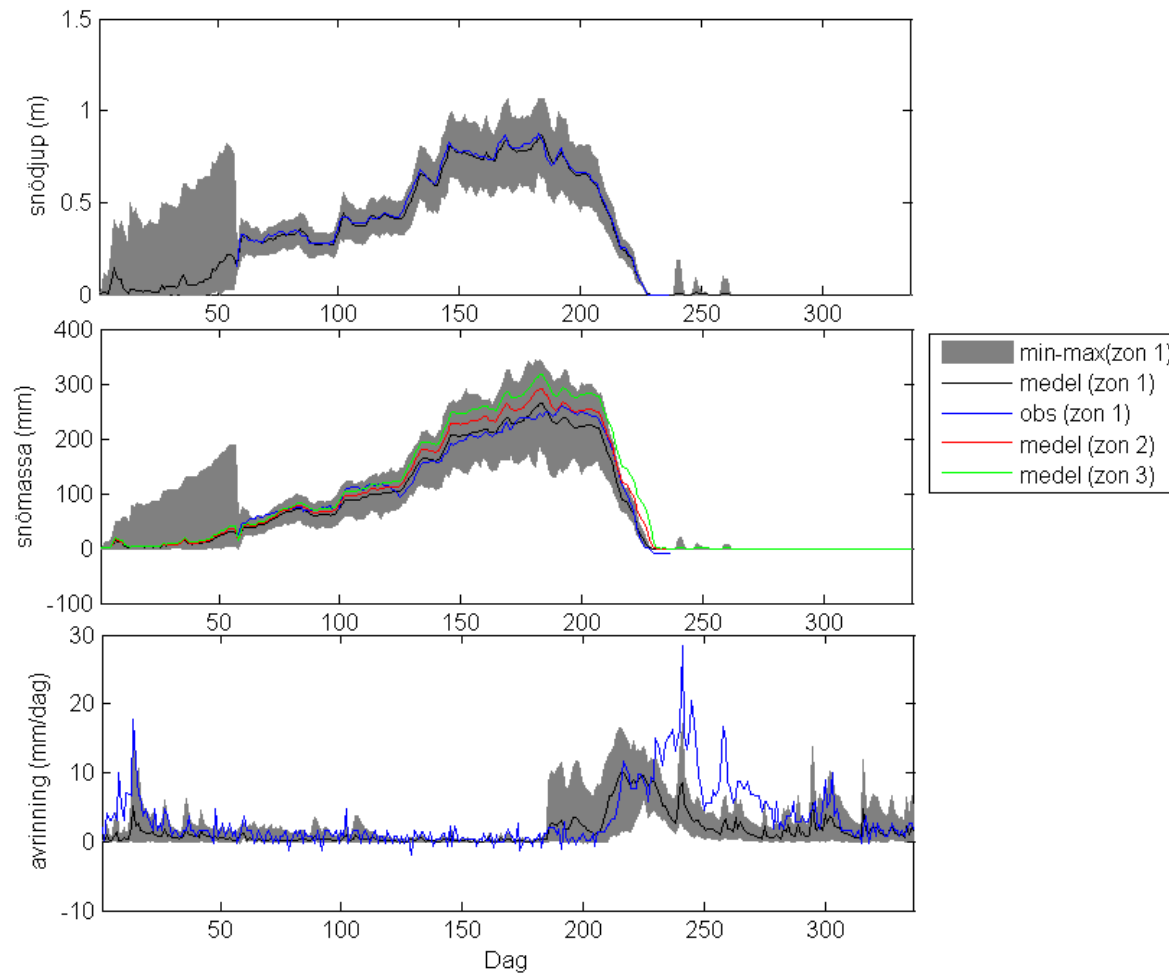 1.5
1
0.5
0
snödjup (m)
50 100 150 200 250 300
400
300
200
100
0
-100
snömassa (mm)
50 100 150 200 250 300
min-max(zon 1)
medel (zon 1)
obs (zon 1)
medel (zon 2)
medel (zon 3)
30
20
10
0
-10
avrinning (mm/dag)
50 100 150 200 250 300
Dag